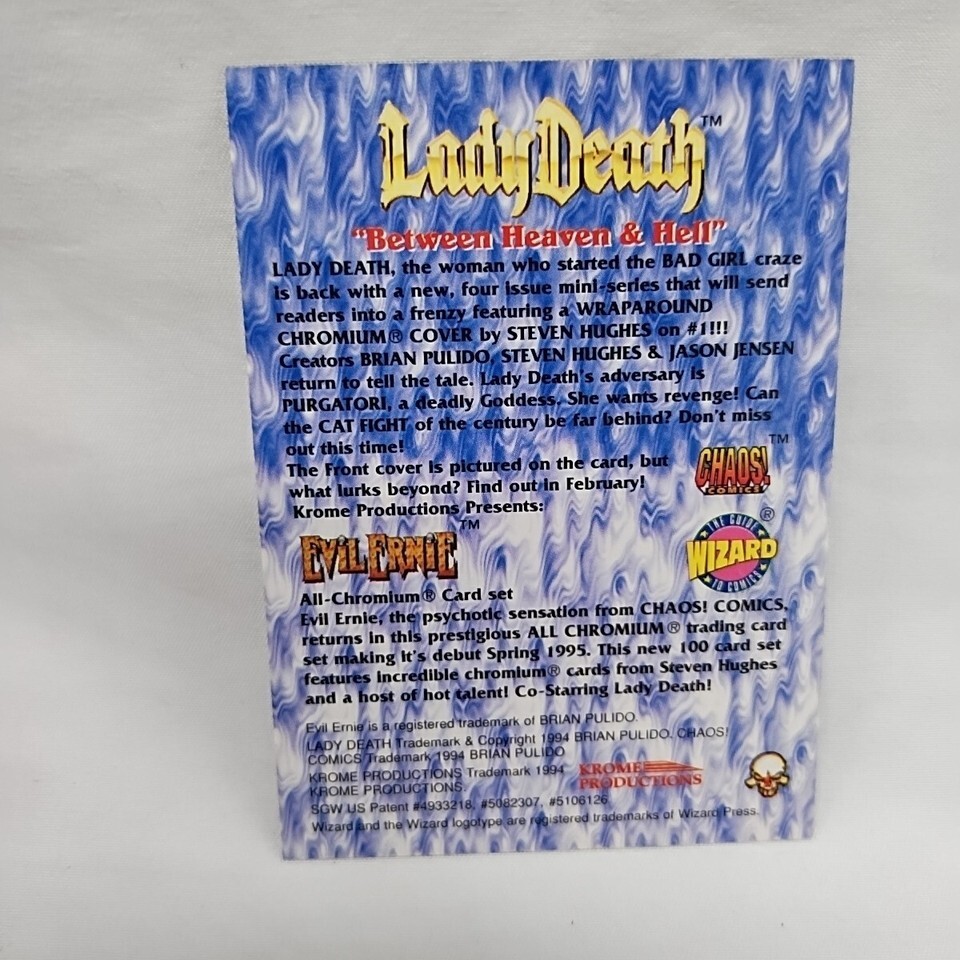 Lady Death™
"Between Heaven & Hell"
LADY DEATH, the woman who started the BAD GIRL craze
is back with a new, four issue mini-series that will send
readers into a frenzy featuring a WRAPAROUND
CHROMIUM® COVER by STEVEN HUGHES on #1!!!
Creators BRIAN PULIDO, STEVEN HUGHES & JASON JENSEN
return to tell the tale. Lady Death's adversary is
PURGATORI, a deadly Goddess. She wants revenge! Can
the CAT FIGHT of the century be far behind? Don't miss
out this time!
The Front cover is pictured on the card, but
what lurks beyond? Find out in February!
CHAOS!™
COMICS
Krome Productions Presents:
EVIL ERNIE™
THE GUIDE
WIZARD®
TO COMICS
All-Chromium® Card set
Evil Ernie, the psychotic sensation from CHAOS! COMICS,
returns in this prestigious ALL CHROMIUM® trading card
set making it's debut Spring 1995. This new 100 card set
features incredible chromium® cards from Steven Hughes
and a host of hot talent! Co-Starring Lady Death!
Evil Ernie is a registered trademark of BRIAN PULIDO.
LADY DEATH Trademark & Copyright 1994 BRIAN PULIDO. CHAOS!
COMICS Trademark 1994 BRIAN PULIDO
KROME PRODUCTIONS Trademark 1994
KROME PRODUCTIONS.
KROME
PRODUCTIONS
SGW US Patent #4933218, #5082307, #5106126
Wizard and the Wizard logotype are registered trademarks of Wizard Press.